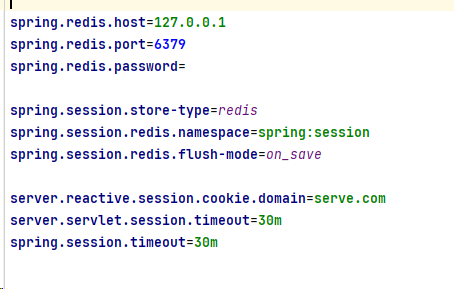 spring.redis.host=127.0.0.1
spring.redis.port=6379
spring.redis.password=
spring.session.store-type=redis
spring.session.redis.namespace=spring:session
spring.session.redis.flush-mode=on_save
server.reactive.session.cookie.domain=serve.com
server.servlet.session.timeout=30m
spring.session.timeout=30m